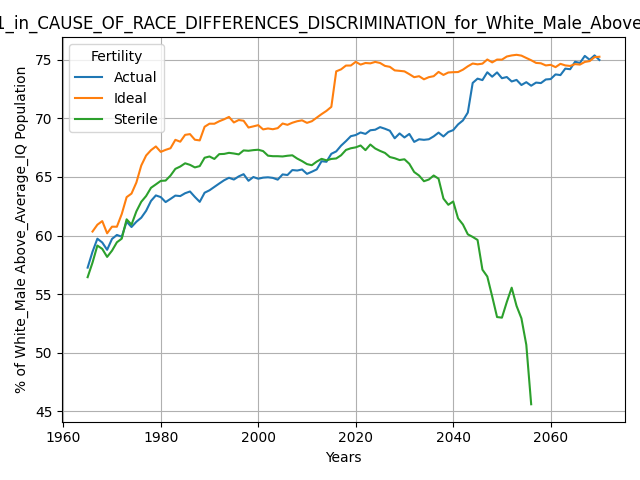 1_in_CAUSE_OF_RACE_DIFFERENCES_DISCRIMINATION_for_White_Male_Above
Fertility
Actual
Ideal
Sterile
% of White_Male Above_Average_IQ Population
75
70
65
60
55
50
45
1960
1980
2000
2020
2040
2060
Years